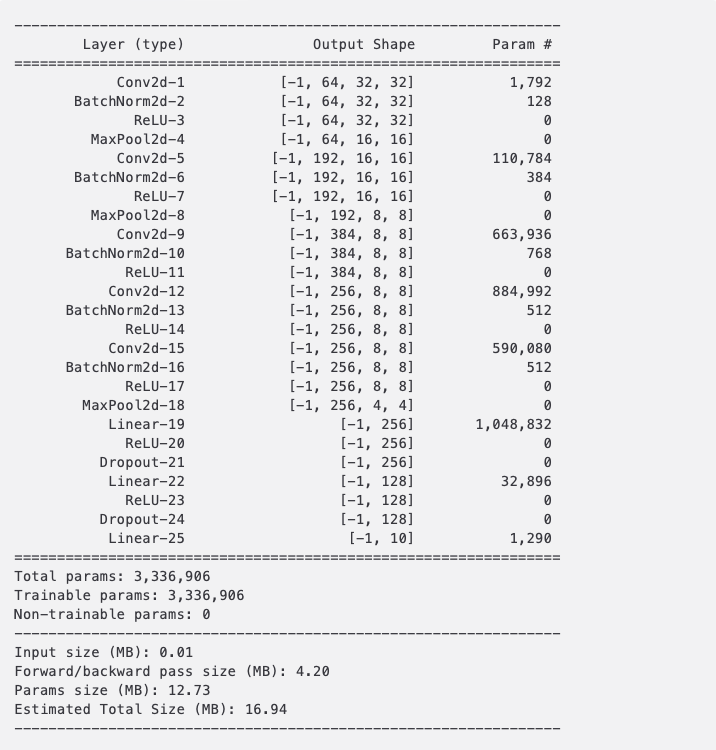 ----------------------------------------------------------------
Layer (type) Output Shape Param #
================================================================
Conv2d-1 [-1, 64, 32, 32] 1,792
BatchNorm2d-2 [-1, 64, 32, 32] 128
ReLU-3 [-1, 64, 32, 32] 0
MaxPool2d-4 [-1, 64, 16, 16] 0
Conv2d-5 [-1, 192, 16, 16] 110,784
BatchNorm2d-6 [-1, 192, 16, 16] 384
ReLU-7 [-1, 192, 16, 16] 0
MaxPool2d-8 [-1, 192, 8, 8] 0
Conv2d-9 [-1, 384, 8, 8] 663,936
BatchNorm2d-10 [-1, 384, 8, 8] 768
ReLU-11 [-1, 384, 8, 8] 0
Conv2d-12 [-1, 256, 8, 8] 884,992
BatchNorm2d-13 [-1, 256, 8, 8] 512
ReLU-14 [-1, 256, 8, 8] 0
Conv2d-15 [-1, 256, 8, 8] 590,080
BatchNorm2d-16 [-1, 256, 8, 8] 512
ReLU-17 [-1, 256, 8, 8] 0
MaxPool2d-18 [-1, 256, 4, 4] 0
Linear-19 [-1, 256] 1,048,832
ReLU-20 [-1, 256] 0
Dropout-21 [-1, 256] 0
Linear-22 [-1, 128] 32,896
ReLU-23 [-1, 128] 0
Dropout-24 [-1, 128] 0
Linear-25 [-1, 10] 1,290
================================================================
Total params: 3,336,906
Trainable params: 3,336,906
Non-trainable params: 0
----------------------------------------------------------------
Input size (MB): 0.01
Forward/backward pass size (MB): 4.20
Params size (MB): 12.73
Estimated Total Size (MB): 16.94
----------------------------------------------------------------